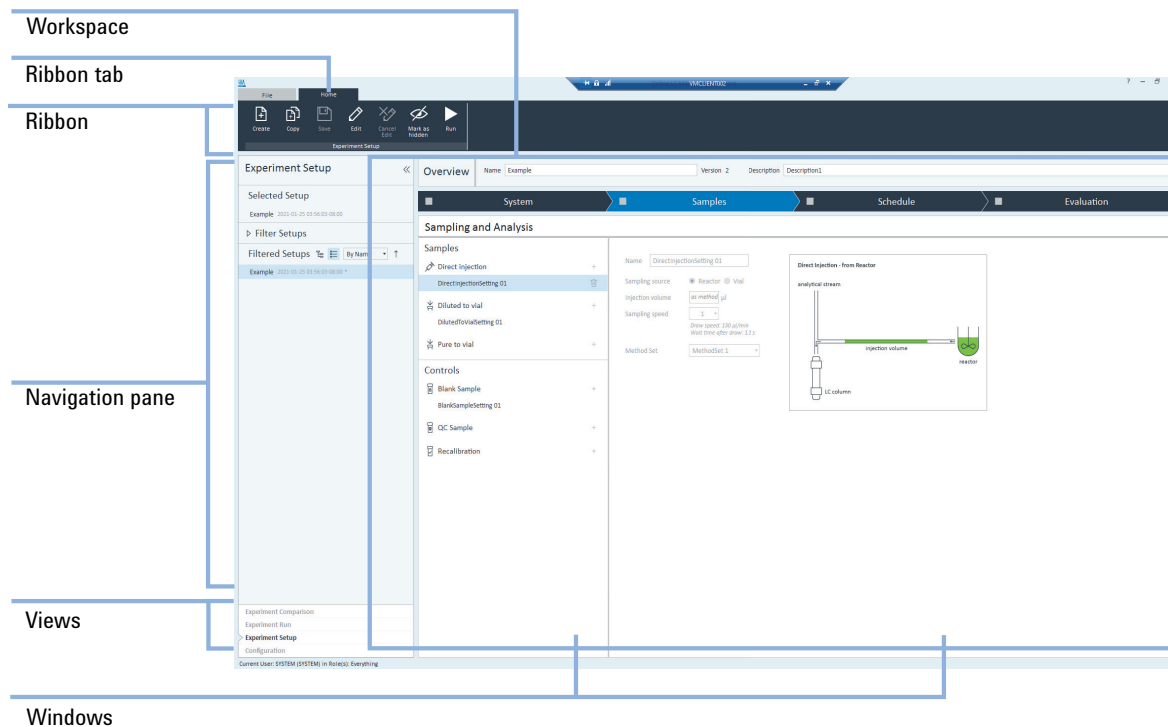 Workspace
Ribbon tab
Ribbon
Navigation pane
Views
Windows
VMCLIENT002
File
Home
Create
Copy
Save
Edit
Cancel Edit
Mark as hidden
Run
Experiment Setup
Experiment Setup
Selected Setup
Example 2021-01-25 03:56:03-08:00
Filter Setups
Filtered Setups
By Nam
Example 2021-01-25 03:56:03-08:00 *
Experiment Comparison
Experiment Run
Experiment Setup
Configuration
Current User: SYSTEM (SYSTEM) in Role(s): Everything
Overview
Name Example
Version 2
Description Description1
System
Samples
Schedule
Evaluation
Sampling and Analysis
Samples
Direct injection
DirectInjectionSetting 01
Diluted to vial
DilutedToVialSetting 01
Pure to vial
Controls
Blank Sample
BlankSampleSetting 01
QC Sample
Recalibration
Name DirectInjectionSetting 01
Sampling source Reactor Vial
Injection volume as method µl
Sampling speed 1
Draw speed: 100 µl/min
Wait time after draw: 12 s
Method Set MethodSet 1
Direct Injection - from Reactor
analytical stream
injection volume
reactor
LC column